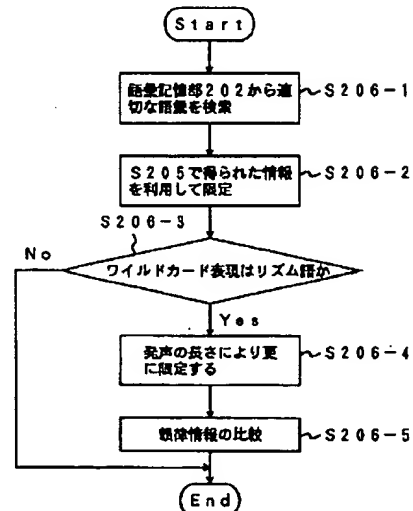 Start
語彙記憶部202から適
切な語彙を検索
S206-1
S205で得られた情報
を利用して限定
S206-2
S206-3
No
ワイルドカード表現はリズム語か
Yes
発声の長さにより更
に限定する
S206-4
韻律情報の比較
S206-5
End